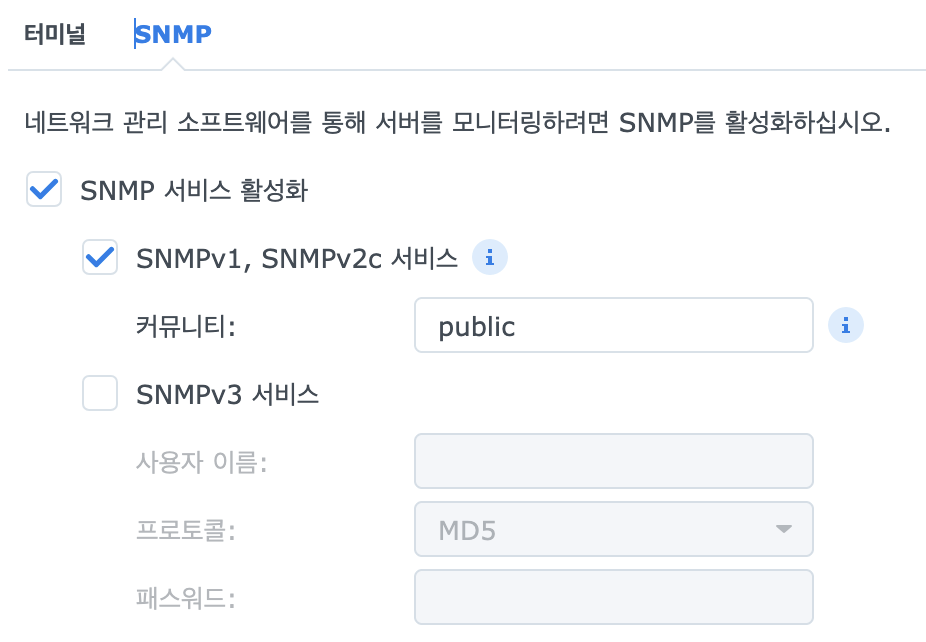 터미널 SNMP
네트워크 관리 소프트웨어를 통해 서버를 모니터링하려면 SNMP를 활성화하십시오.
SNMP 서비스 활성화
SNMPv1, SNMPv2c 서비스 i
커뮤니티: public i
SNMPv3 서비스
사용자 이름:
프로토콜: MD5
패스워드: